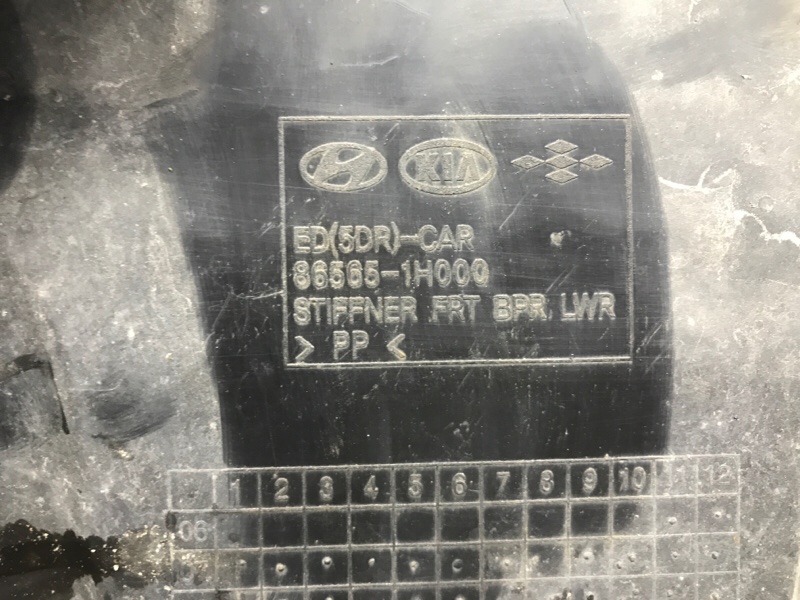 KIA
ED(5DR)-CAR
86565-1H000
STIFFNER FRT BPR LWR
> PP <
1 2 3 4 5 6 7 8 9 10 11 12
06